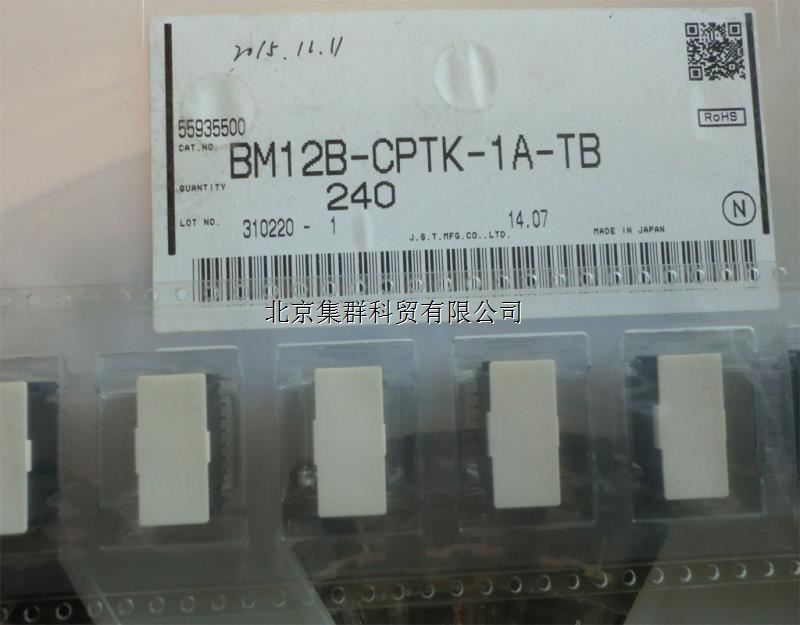 2015.11.11
RoHS
55935500
CAT.NO. BM12B-CPTK-1A-TB
QUANTITY 240
LOT NO. 310220 - 1 14.07
N
J.S.T.MFG.CO.,LTD. MADE IN JAPAN
北京集群科贸有限公司